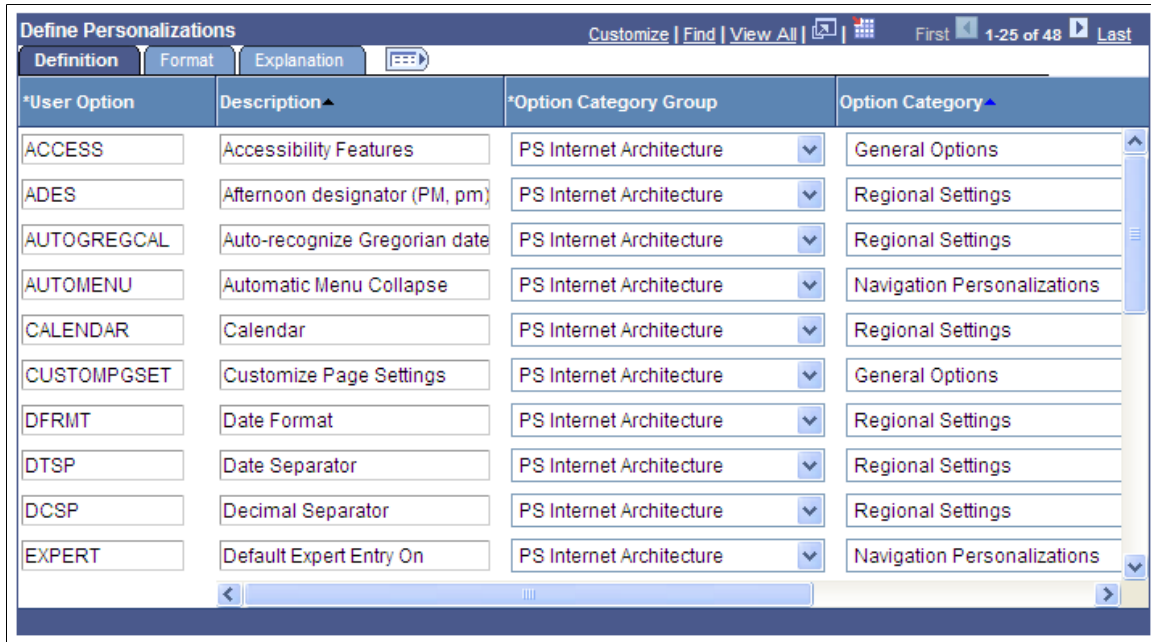 Define Personalizations Customize | Find | View All | | First 1-25 of 48 Last
Definition Format Explanation
*User Option Description *Option Category Group Option Category
ACCESS Accessibility Features PS Internet Architecture General Options
ADES Afternoon designator (PM, pm) PS Internet Architecture Regional Settings
AUTOGREGCAL Auto-recognize Gregorian date PS Internet Architecture Regional Settings
AUTOMENU Automatic Menu Collapse PS Internet Architecture Navigation Personalizations
CALENDAR Calendar PS Internet Architecture Regional Settings
CUSTOMPGSET Customize Page Settings PS Internet Architecture General Options
DFRMT Date Format PS Internet Architecture Regional Settings
DTSP Date Separator PS Internet Architecture Regional Settings
DCSP Decimal Separator PS Internet Architecture Regional Settings
EXPERT Default Expert Entry On PS Internet Architecture Navigation Personalizations